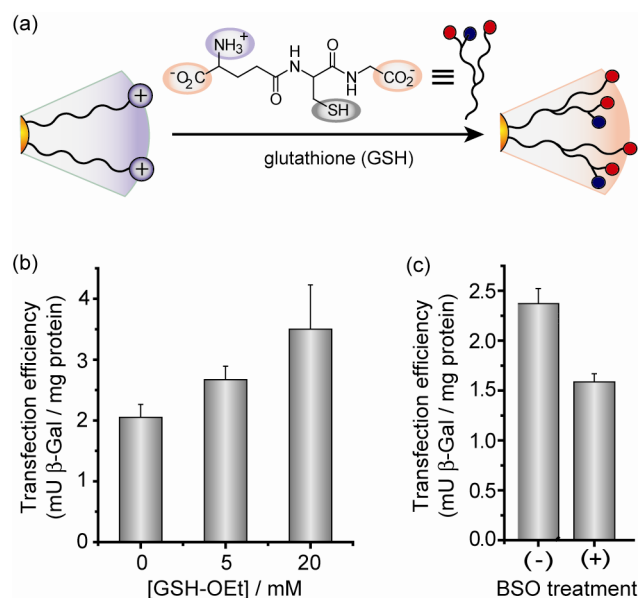 (a)
NH₃⁺
⁻O₂C
O
H
N
O
N
H
CO₂⁻
SH
≡
+
+
glutathione (GSH)
(b)
Transfection efficiency
(mU β-Gal / mg protein)
4
3
2
1
0
0 5 20
[GSH-OEt] / mM
(c)
Transfection efficiency
(mU β-Gal / mg protein)
2.5
2.0
1.5
1.0
0.5
0.0
(-) (+)
BSO treatment